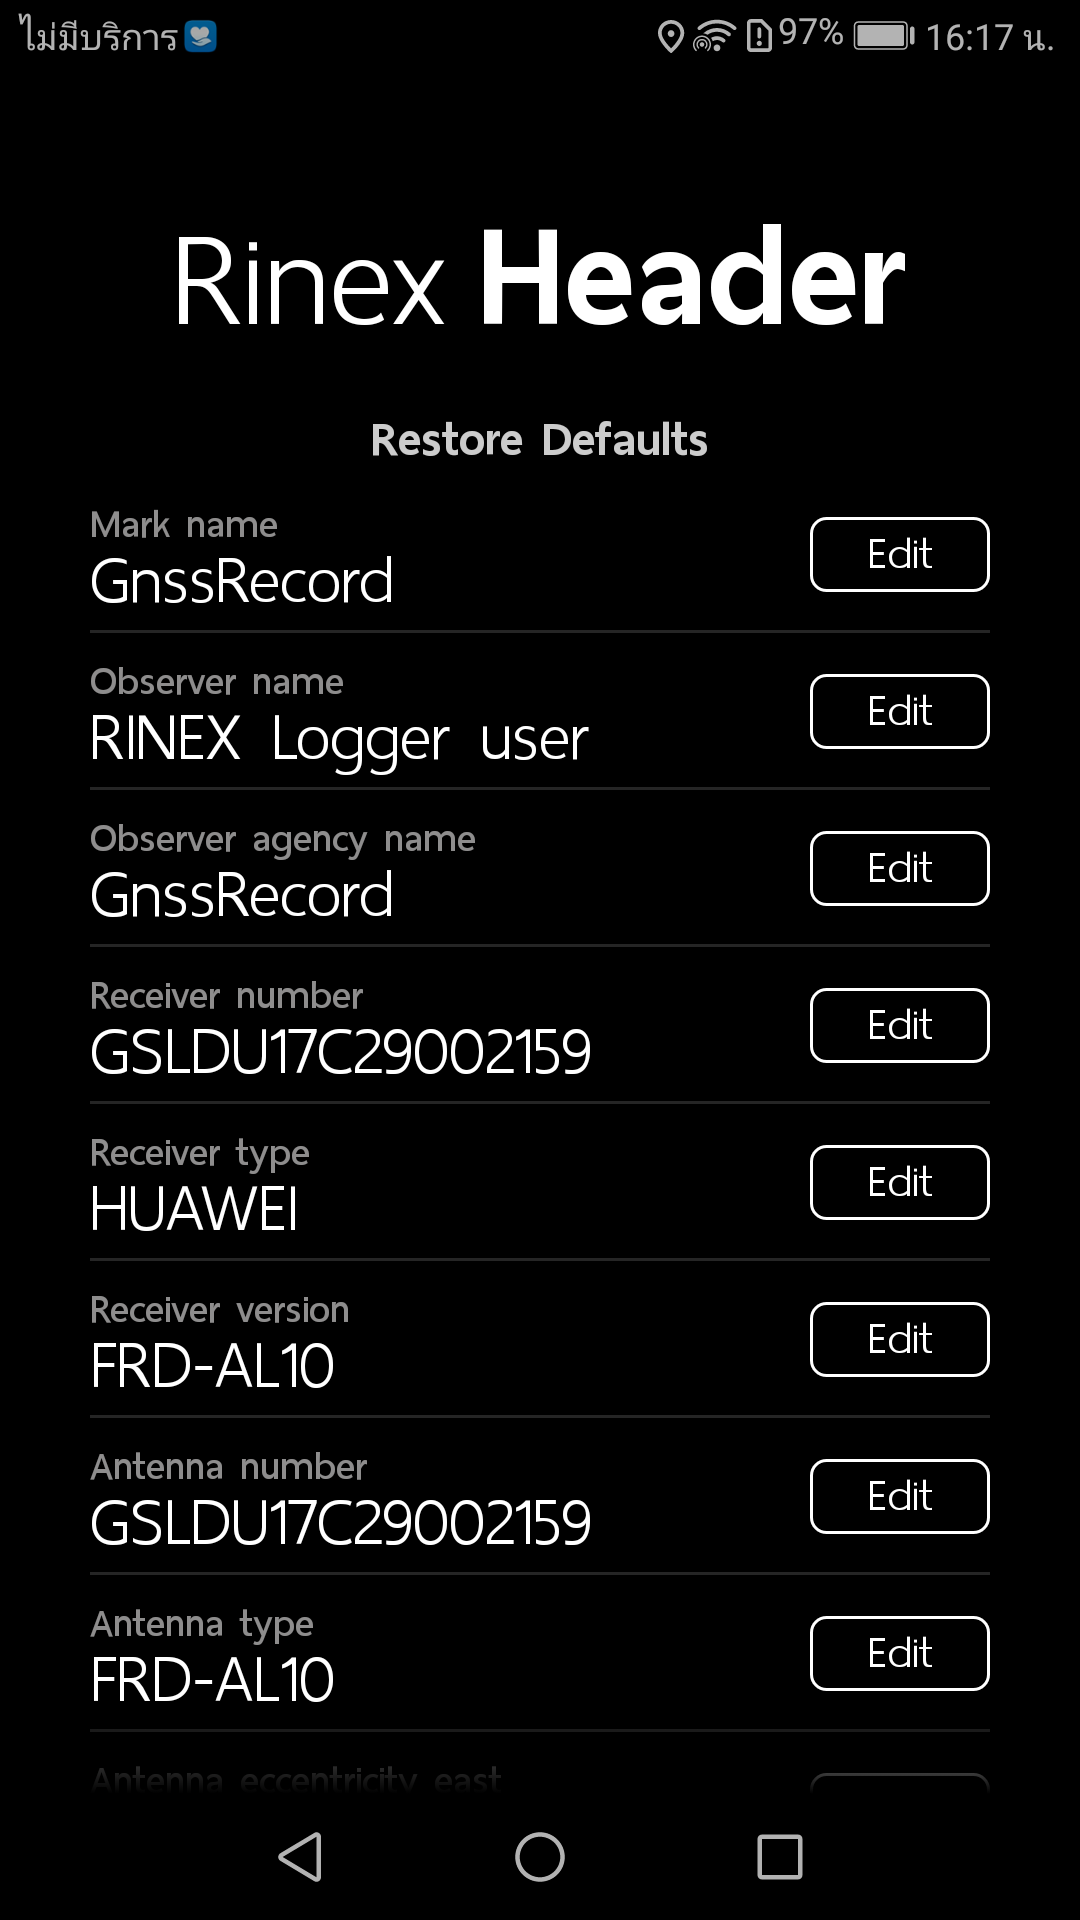 ไม่มีบริการ 97% 16:17 น.
Rinex Header
Restore Defaults
Mark name
GnssRecord
Edit
Observer name
RINEX Logger user
Edit
Observer agency name
GnssRecord
Edit
Receiver number
GSLDU17C29002159
Edit
Receiver type
HUAWEI
Edit
Receiver version
FRD-AL10
Edit
Antenna number
GSLDU17C29002159
Edit
Antenna type
FRD-AL10
Edit
Antenna eccentricity east